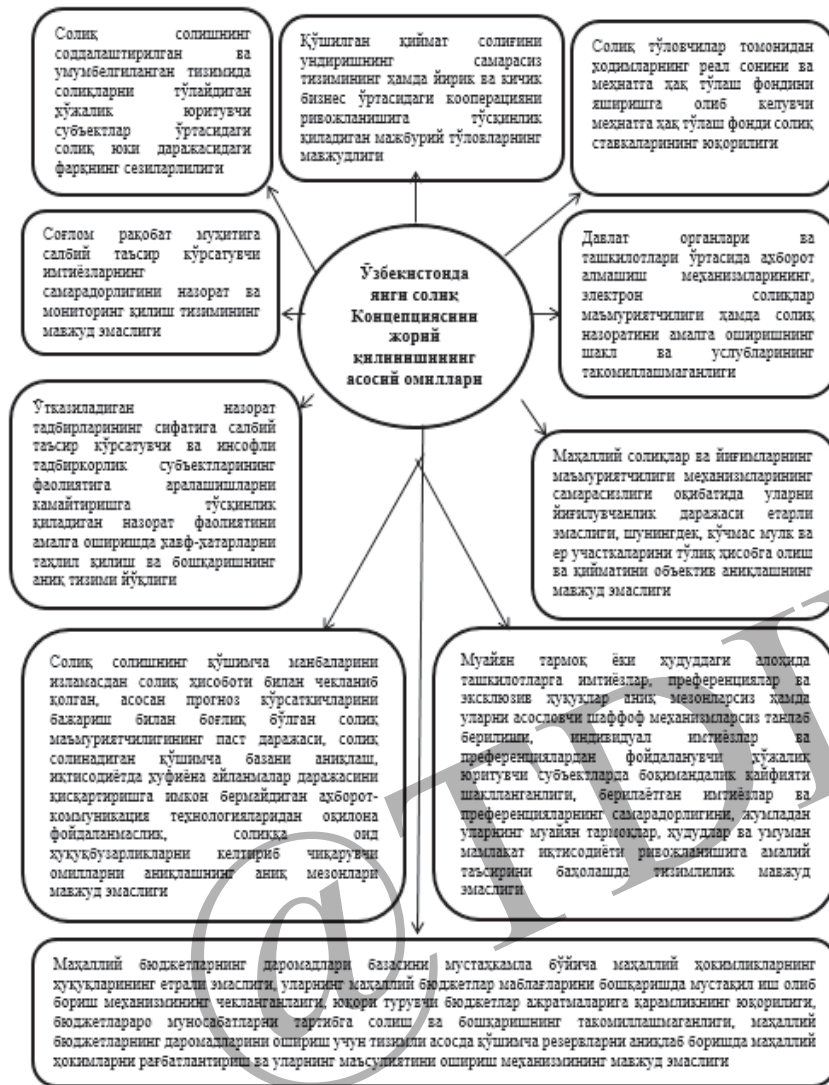 Солиқ солишнинг
соддалаштирилган ва
умумбелгиланган тизимида
солиқларни тўлайдиган
хўжалик юритувчи
субъектлар ўртасидаги
солиқ юки даражасидаги
фарқнинг сезиларлилиги
Қўшилган қиймат солиғини
ундиришнинг самарасиз
тизимининг ҳамда йирик ва кичик
бизнес ўртасидаги кооперацияни
ривожланишига тўсқинлик
қиладиган мажбурий тўловларнинг
мавжудлиги
Солиқ тўловчилар томонидан
ходимларнинг реал сонини ва
меҳнатга ҳақ тўлаш фондини
яширишга олиб келувчи
меҳнатга ҳақ тўлаш фонди солиқ
ставкаларининг юқорилиги
Соғлом рақобат муҳитига
салбий таъсир кўрсатувчи
имтиёзларнинг
самарадорлигини назорат ва
мониторинг қилиш тизимининг
мавжуд эмаслиги
Ўзбекистонда
янги солиқ
Концепциясини
жорий
қилинишининг
асосий омиллари
Давлат органлари ва
ташкилотлари ўртасида ахборот
алмашиш механизмларининг,
электрон солиқлар
маъмуриятчилиги ҳамда солиқ
назоратини амалга оширишнинг
шакл ва услубларининг
такомиллашмаганлиги
Ўтказиладиган назорат
тадбирларининг сифатига салбий
таъсир кўрсатувчи ва инсофли
тадбиркорлик субъектларининг
фаолиятига аралашишларни
камайтиришга тўсқинлик
қиладиган назорат фаолиятини
амалга оширишда хавф-хатарларни
таҳлил қилиш ва бошқаришнинг
аниқ тизими йўқлиги
Маҳаллий солиқлар ва йиғимларнинг
маъмуриятчилиги механизмларининг
самарасизлиги оқибатида уларни
йиғилувчанлик даражаси етарли
эмаслиги, шунингдек, кўчмас мулк ва
ер участкаларини тўлиқ ҳисобга олиш
ва қийматини объектив аниқлашнинг
мавжуд эмаслиги
Солиқ солишнинг қўшимча манбаларини
изламасдан солиқ ҳисоботи билан чекланиб
қолган, асосан прогноз кўрсаткичларини
бажариш билан боғлиқ бўлган солиқ
маъмуриятчилигининг паст даражаси, солиқ
солинадиган қўшимча базани аниқлаш,
иқтисодиётда хуфиёна айланмалар даражасини
қисқартиришга имкон бермайдиган ахборот-
коммуникация технологияларидан оқилона
фойдаланмаслик, солиққа оид
ҳуқуқбузарликларни келтириб чиқарувчи
омилларни аниқлашнинг аниқ мезонлари
мавжуд эмаслиги
Муайян тармоқ ёки ҳудуддаги алоҳида
ташкилотларга имтиёзлар, преференциялар ва
эксклюзив ҳуқуқлар аниқ мезонларсиз ҳамда
уларни асословчи шаффоф механизмларсиз танлаб
берилиши, индивидуал имтиёзлар ва
преференциялардан фойдаланувчи хўжалик
юритувчи субъектларда боқимандалик кайфияти
шаклланганлиги, берилаётган имтиёзлар ва
преференцияларнинг самарадорлигини, жумладан
уларнинг муайян тармоқлар, ҳудудлар ва умуман
мамлакат иқтисодиёти ривожланишига амалий
таъсирини баҳолашда тизимлилик мавжуд
эмаслиги
Маҳаллий бюджетларнинг даромадлари базасини мустаҳкамла бўйича маҳаллий ҳокимликларнинг
ҳуқуқларининг етрали эмаслиги, уларнинг маҳаллий бюджетлар маблағларини бошқаришда мустақил иш олиб
бориш механизмининг чекланганлаиги, юқори турувчи бюджетлар ажратмаларига қарамликнинг юқорилиги,
бюджетлараро муносабатларни тартибга солиш ва бошқаришнинг такомиллашмаганлиги, маҳаллий
бюджетларнинг даромадларини ошириш учун тизимли асосда қўшимча резервларни аниқлаб боришда маҳаллий
ҳокимларни рағбатлантириш ва уларнинг маъсулиятини ошириш механизмининг мавжуд эмаслиги